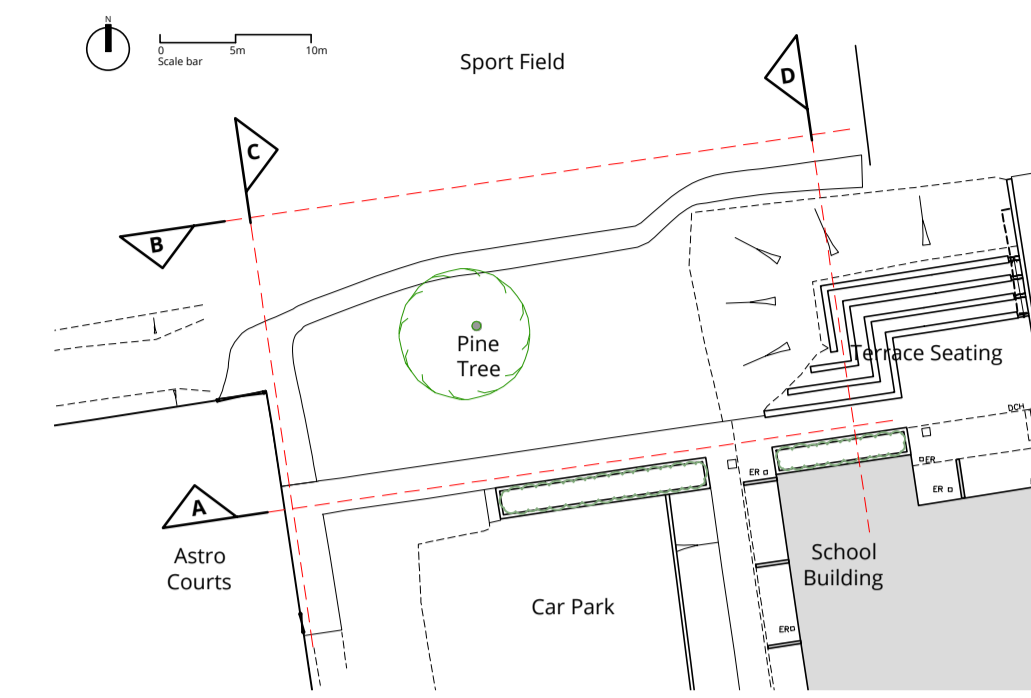 N
0 5m 10m
Scale bar
Sport Field
D
C
B
Pine
Tree
Terrace Seating
DCH
ER
ER
ER
A
Astro
Courts
School
Building
Car Park
ER